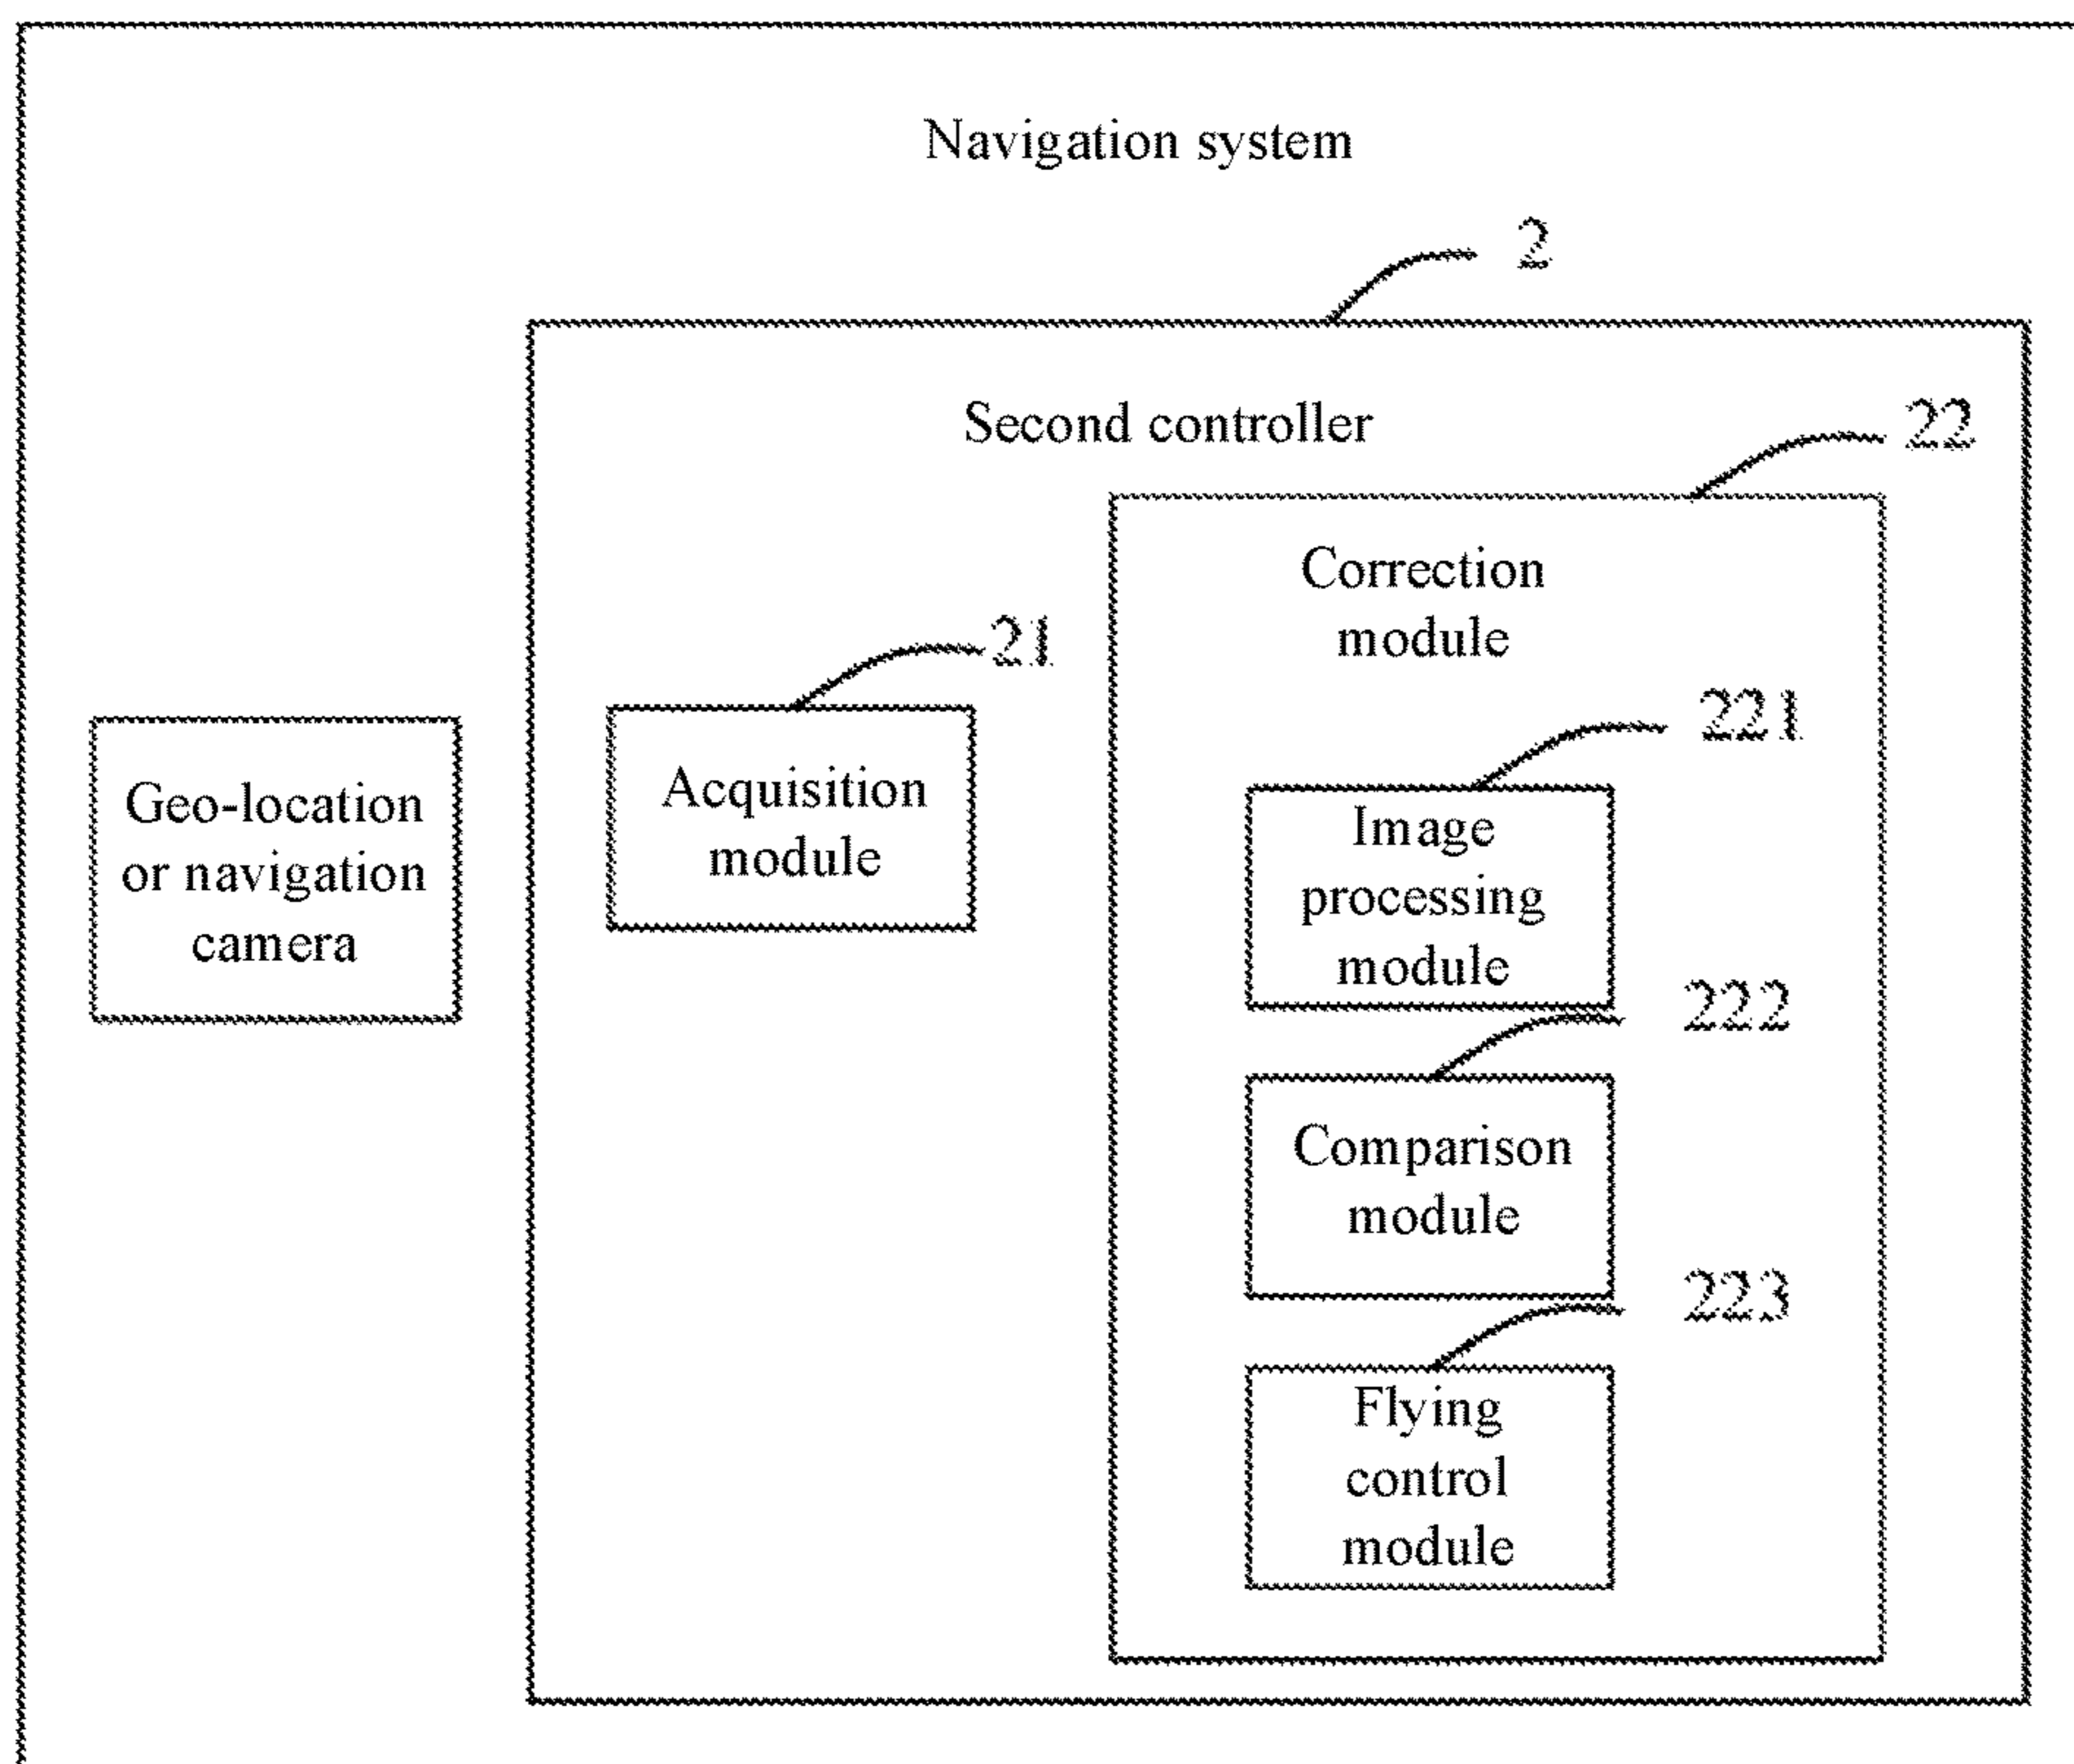 Navigation system
2
Second controller
22
Correction
module
21
221
Geo-location
or navigation
camera
Acquisition
module
Image
processing
module
222
Comparison
module
223
Flying
control
module